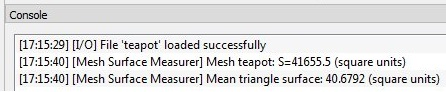 Console
[17:15:29] [I/O] File 'teapot' loaded successfully
[17:15:40] [Mesh Surface Measurer] Mesh teapot: S=41655.5 (square units)
[17:15:40] [Mesh Surface Measurer] Mean triangle surface: 40.6792 (square units)